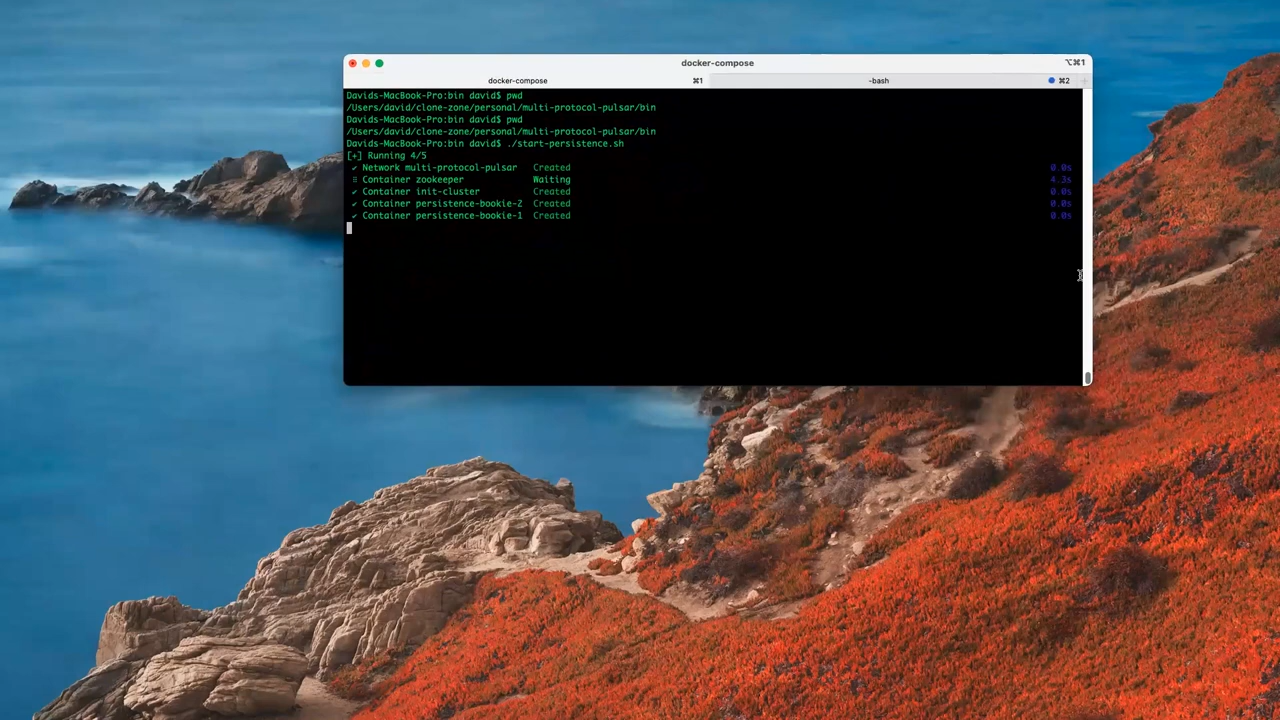 docker-compose
⌥⌘1
docker-compose ⌘1
-bash ⌘2
Davids-MacBook-Pro:bin david$ pwd
/Users/david/clone-zone/personal/multi-protocol-pulsar/bin
Davids-MacBook-Pro:bin david$ pwd
/Users/david/clone-zone/personal/multi-protocol-pulsar/bin
Davids-MacBook-Pro:bin david$ ./start-persistence.sh
[+] Running 4/5
✔ Network multi-protocol-pulsar Created 0.0s
⠿ Container zookeeper Waiting 4.3s
✔ Container init-cluster Created 0.0s
✔ Container persistence-bookie-2 Created 0.0s
✔ Container persistence-bookie-1 Created 0.0s